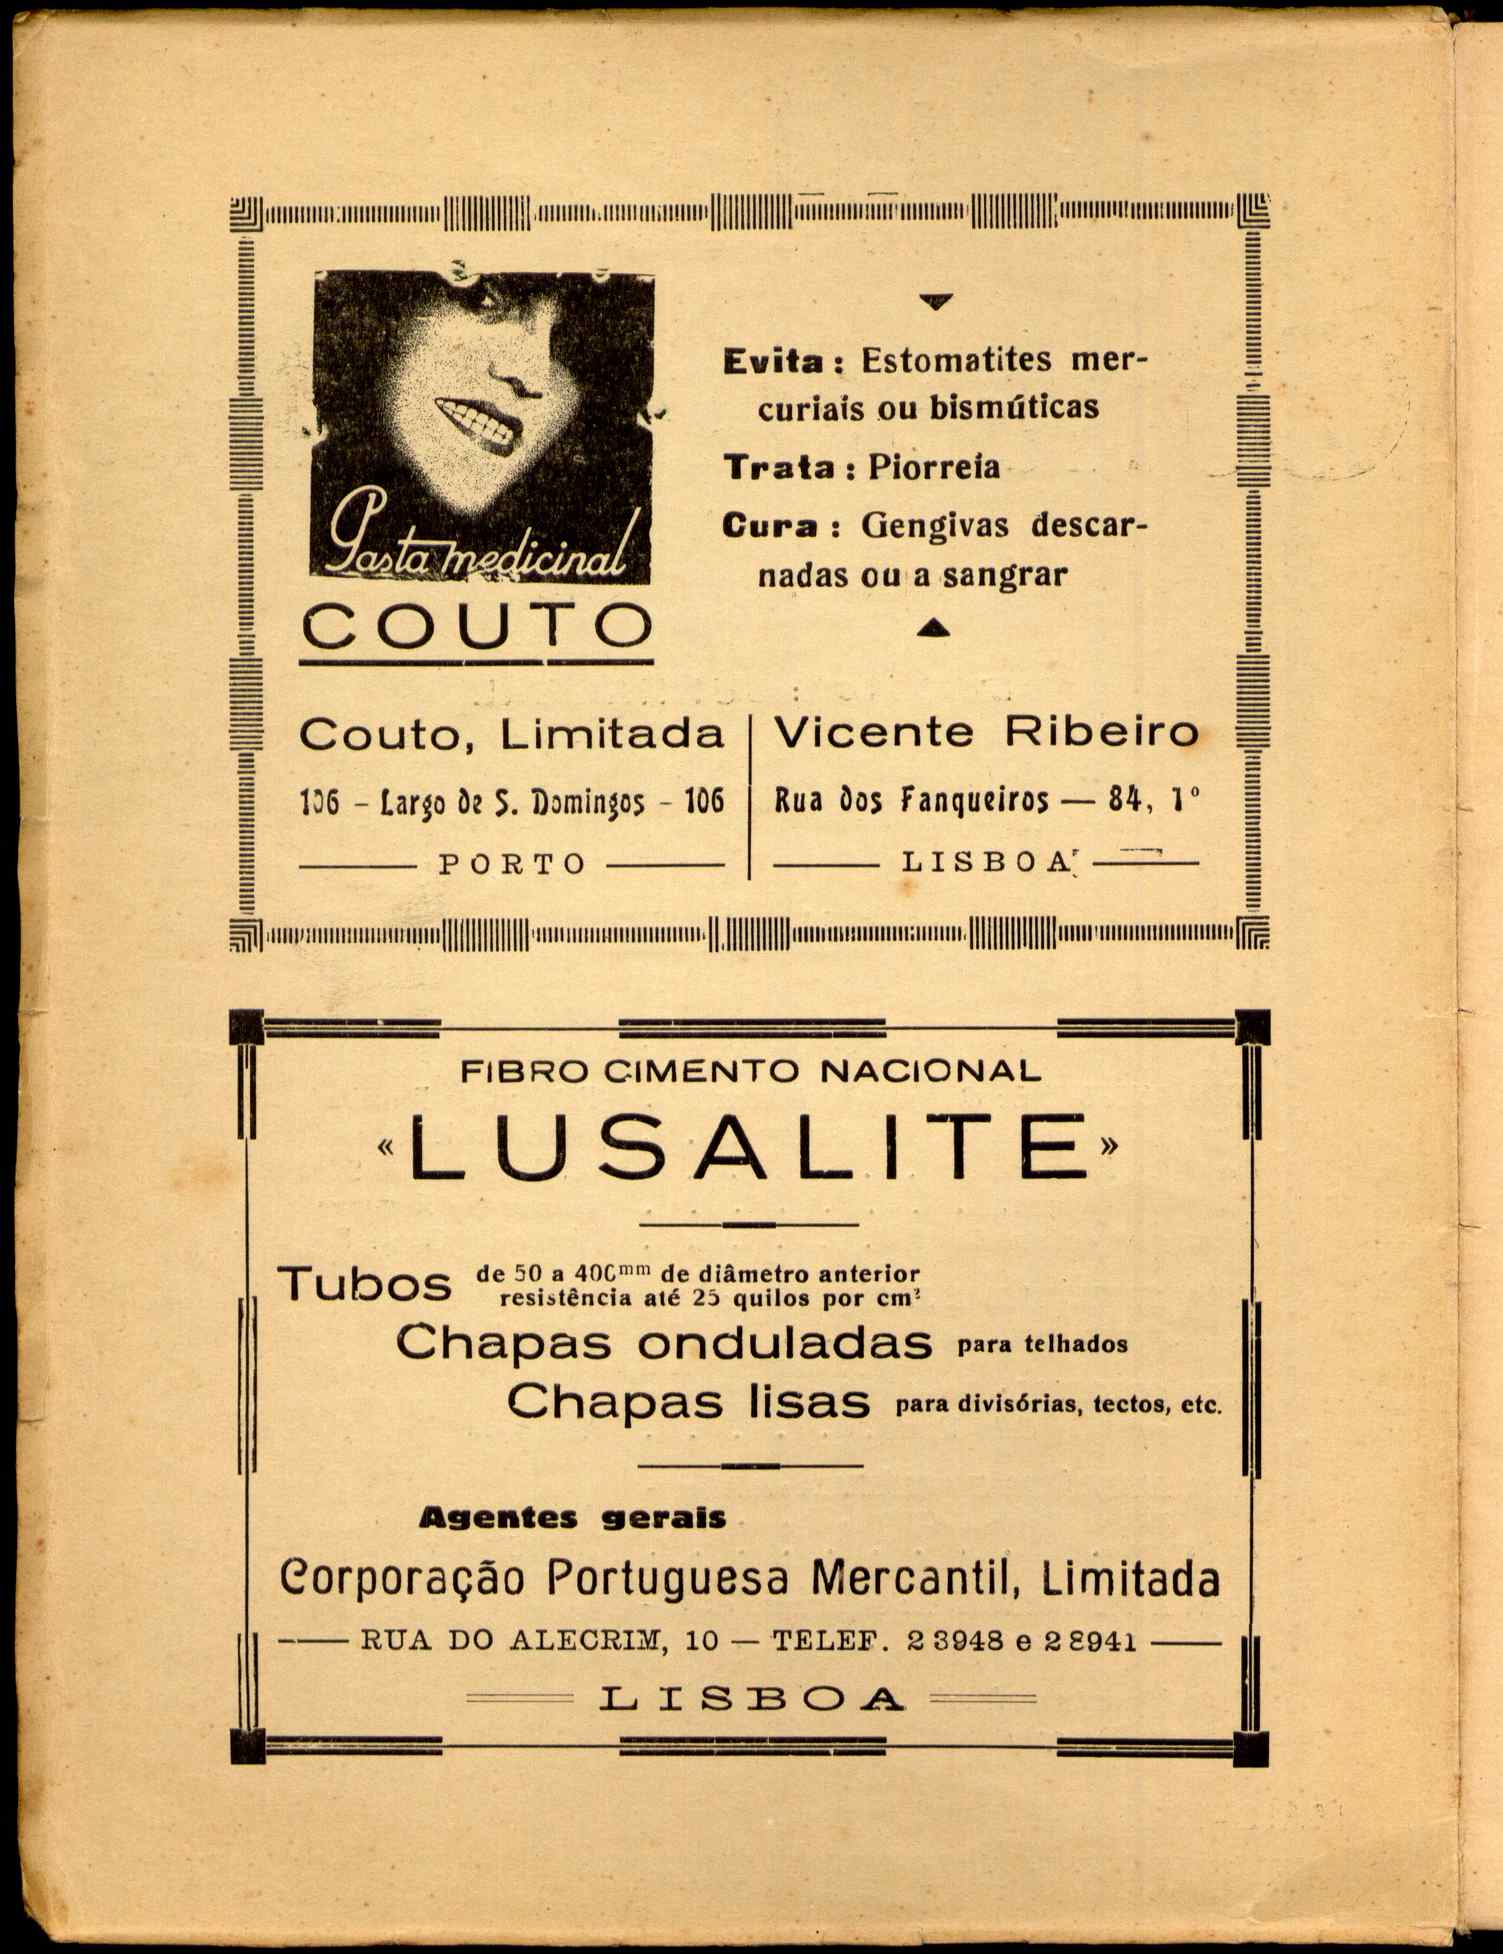 Pasta medicinal
COUTO
Evita : Estomatites mer-
curiais ou bismúticas
Trata : Piorreia
Cura : Gengivas descar-
nadas ou a sangrar
Couto, Limitada
106 – Largo de S. Domingos – 106
PORTO
Vicente Ribeiro
Rua dos Fanqueiros — 84, 1º
LISBOA
FIBRO CIMENTO NACIONAL
«LUSALITE»
Tubos de 50 a 400mm de diâmetro anterior
resistência até 25 quilos por cm²
Chapas onduladas para telhados
Chapas lisas para divisórias, tectos, etc.
Agentes gerais
Corporação Portuguesa Mercantil, Limitada
RUA DO ALECRIM, 10 — TELEF. 2 3948 e 2 8941
LISBOA